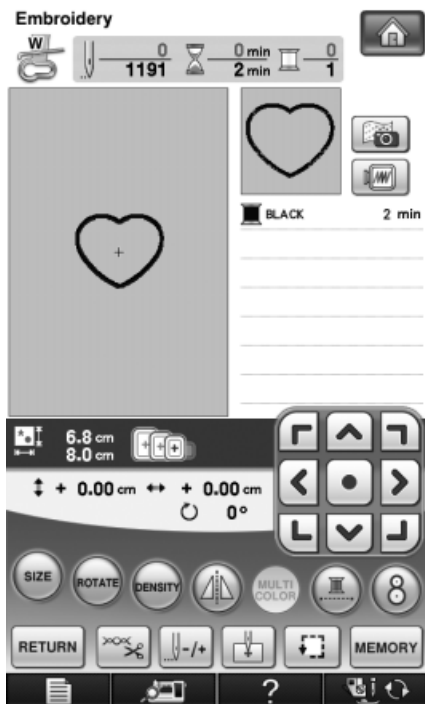 Embroidery
W
0 0 min 0
1191 2 min 1
BLACK 2 min
6.8 cm
8.0 cm
+ 0.00 cm + 0.00 cm
0°
SIZE ROTATE DENSITY MULTI COLOR 8
RETURN -/+ MEMORY
?